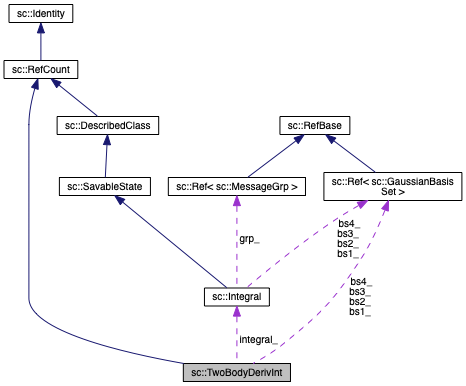 sc::Identity
sc::RefCount
sc::DescribedClass
sc::RefBase
sc::SavableState
sc::Ref< sc::MessageGrp >
sc::Ref< sc::GaussianBasis
Set >
grp_
bs4_
bs3_
bs2_
bs1_
sc::Integral
bs4_
bs3_
bs2_
bs1_
integral_
sc::TwoBodyDerivInt